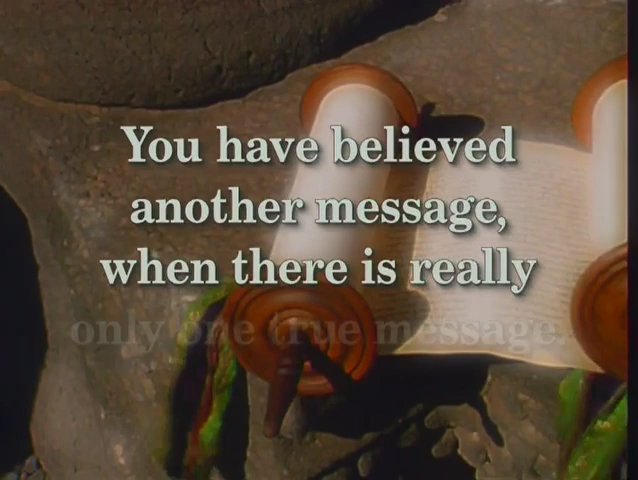 You have believed
another message,
when there is really
only one true message.